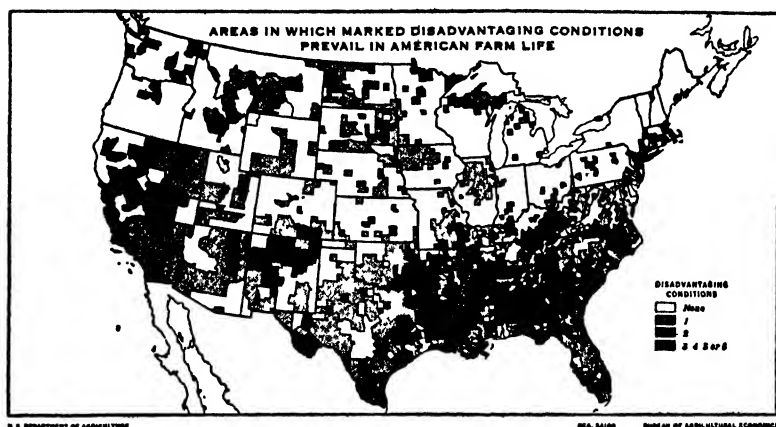 AREAS IN WHICH MARKED DISADVANTAGING CONDITIONS
PREVAIL IN AMERICAN FARM LIFE
DISADVANTAGING
CONDITIONS
None
1
2
3 4 5 or 6
U. S. DEPARTMENT OF AGRICULTURE
BUREAU OF AGRICULTURAL ECONOMICS